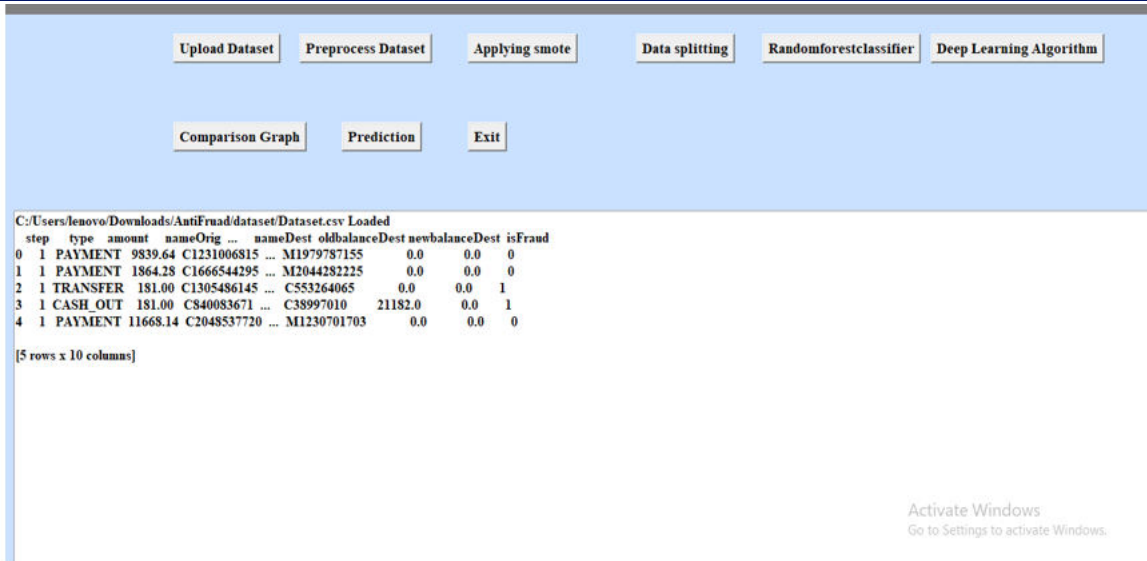 Upload Dataset Preprocess Dataset Applying smote Data splitting Randomforestclassifier Deep Learning Algorithm
Comparison Graph Prediction Exit
C:/Users/lenovo/Downloads/AntiFruad/dataset/Dataset.csv Loaded
step type amount nameOrig ... nameDest oldbalanceDest newbalanceDest isFraud
0 1 PAYMENT 9839.64 C1231006815 ... M1979787155 0.0 0.0 0
1 1 PAYMENT 1864.28 C1666544295 ... M2044282225 0.0 0.0 0
2 1 TRANSFER 181.00 C1305486145 ... C553264065 0.0 0.0 1
3 1 CASH_OUT 181.00 C840083671 ... C38997010 21182.0 0.0 1
4 1 PAYMENT 11668.14 C2048537720 ... M1230701703 0.0 0.0 0
[5 rows x 10 columns]
Activate Windows
Go to Settings to activate Windows.